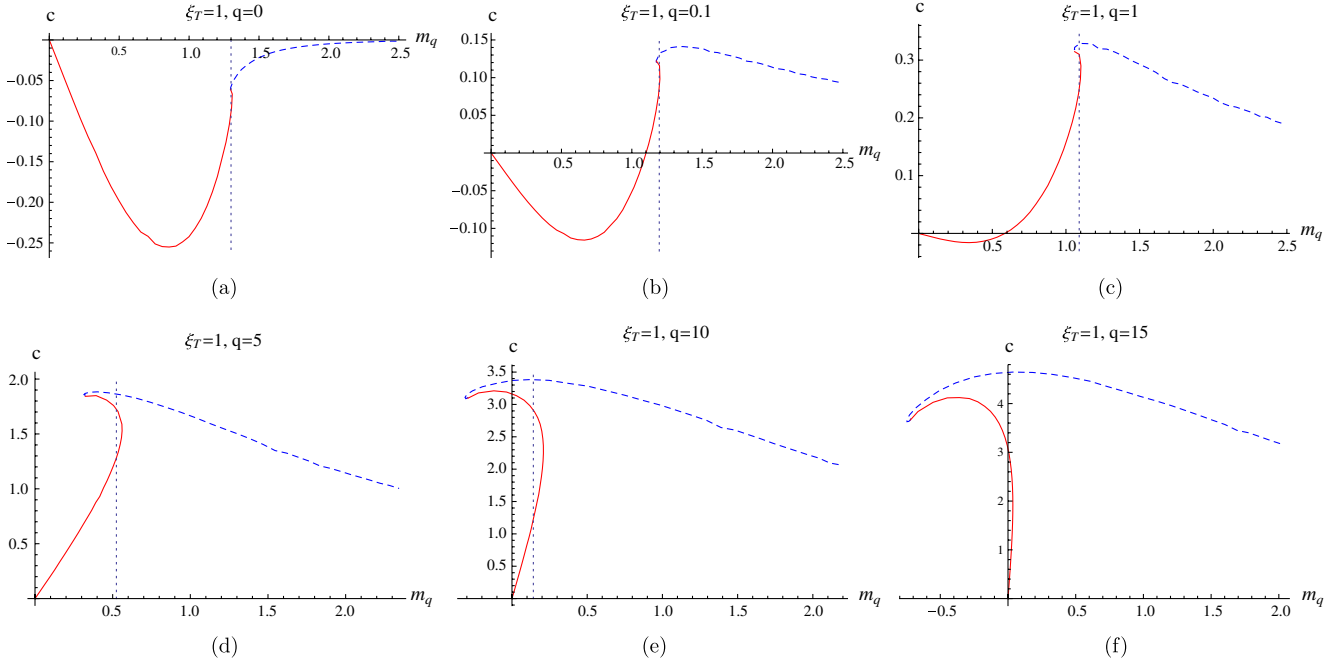 ξT=1, q=0
c
mq
0.5 1.0 1.5 2.0 2.5
−0.05
−0.10
−0.15
−0.20
−0.25
(a)
ξT=1, q=0.1
c
0.15
0.10
0.05
mq
0.5 1.0 1.5 2.0 2.5
−0.05
−0.10
(b)
ξT=1, q=1
c
0.3
0.2
0.1
mq
0.5 1.0 1.5 2.0 2.5
(c)
ξT=1, q=5
c
2.0
1.5
1.0
0.5
mq
0.5 1.0 1.5 2.0
(d)
ξT=1, q=10
c
3.5
3.0
2.5
2.0
1.5
1.0
0.5
mq
0.0 0.5 1.0 1.5 2.0
(e)
ξT=1, q=15
c
4
3
2
1
mq
−0.5 0.0 0.5 1.0 1.5 2.0
(f)